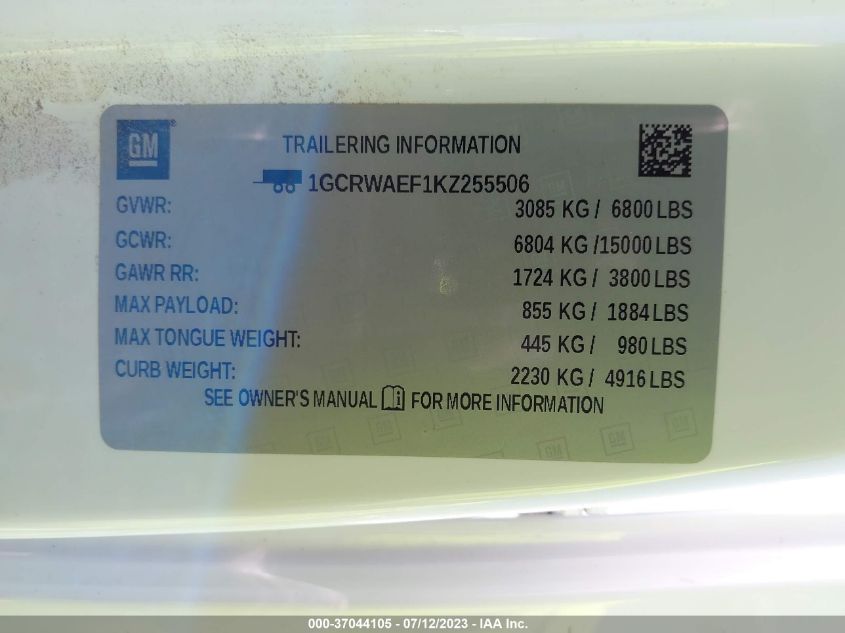 GM ®
TRAILERING INFORMATION
1GCRWAEF1KZ255506
GVWR: 3085 KG / 6800 LBS
GCWR: 6804 KG /15000 LBS
GAWR RR: 1724 KG / 3800 LBS
MAX PAYLOAD: 855 KG / 1884 LBS
MAX TONGUE WEIGHT: 445 KG / 980 LBS
CURB WEIGHT: 2230 KG / 4916 LBS
SEE OWNER'S MANUAL i FOR MORE INFORMATION
000-37044105 - 07/12/2023 - IAA Inc.